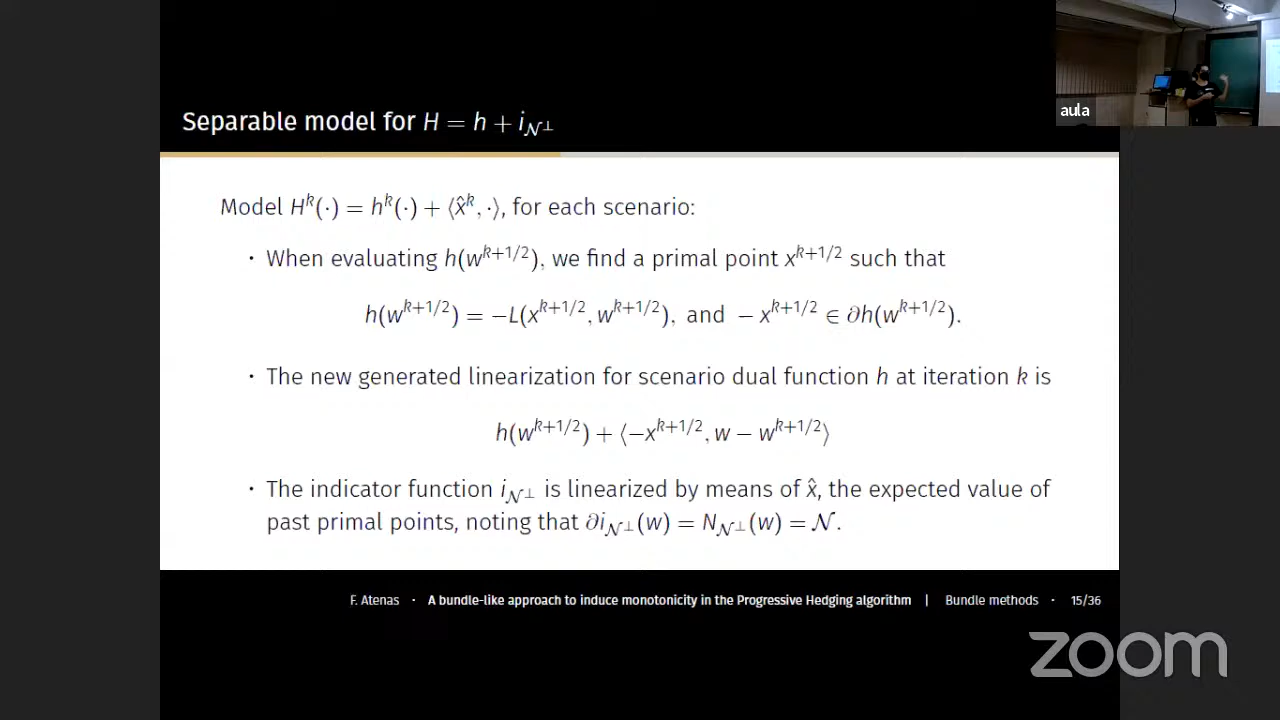 aula
Separable model for H = h + i_{𝒩^⊥}
Model H^k(·) = h^k(·) + ⟨x̂^k, ·⟩, for each scenario:
· When evaluating h(w^{k+1/2}), we find a primal point x^{k+1/2} such that
h(w^{k+1/2}) = −L(x^{k+1/2}, w^{k+1/2}), and − x^{k+1/2} ∈ ∂h(w^{k+1/2}).
· The new generated linearization for scenario dual function h at iteration k is
h(w^{k+1/2}) + ⟨−x^{k+1/2}, w − w^{k+1/2}⟩
· The indicator function i_{𝒩^⊥} is linearized by means of x̂, the expected value of
past primal points, noting that ∂i_{𝒩^⊥}(w) = N_{𝒩^⊥}(w) = 𝒩.
F. Atenas · A bundle-like approach to induce monotonicity in the Progressive Hedging algorithm | Bundle methods · 15/36
zoom